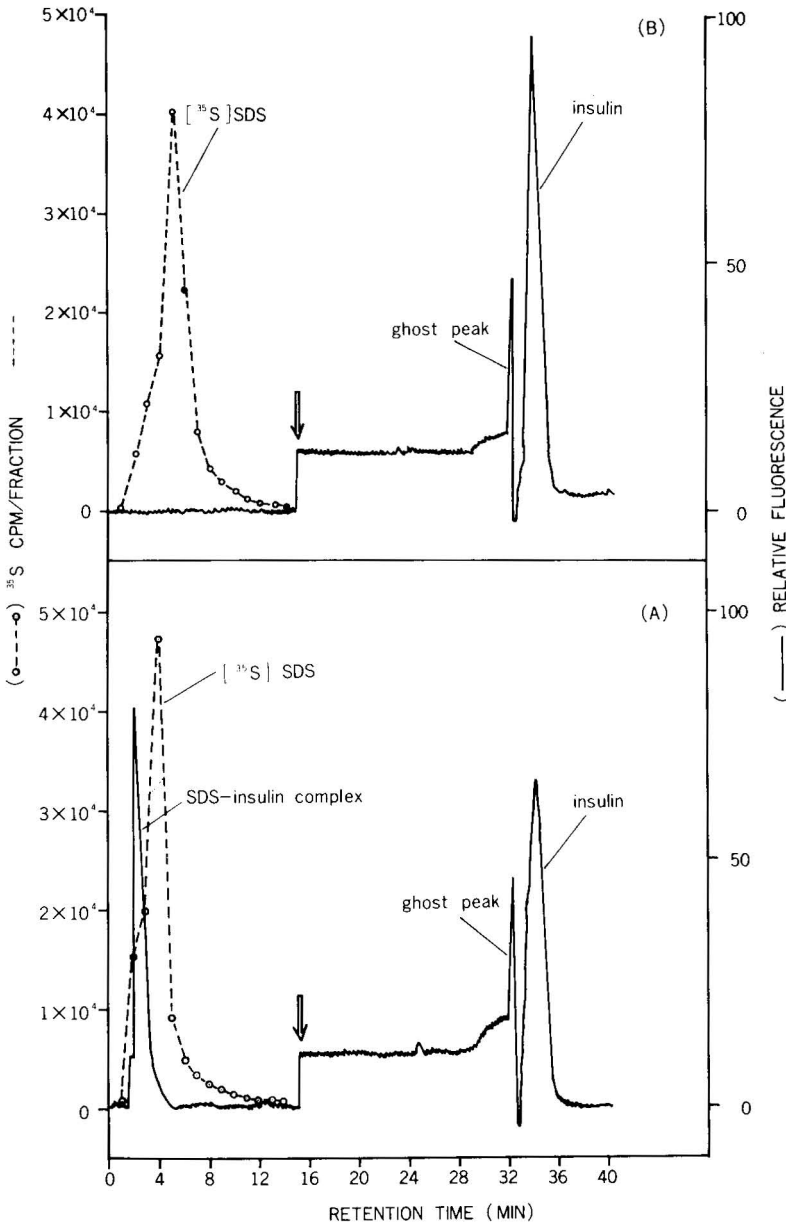 5×10⁴
4×10⁴
3×10⁴
2×10⁴
1×10⁴
0
(B)
[³⁵S]SDS
ghost peak
insulin
100
50
0
5×10⁴
4×10⁴
3×10⁴
2×10⁴
1×10⁴
0
(A)
[³⁵S] SDS
SDS-insulin complex
ghost peak
insulin
100
50
0
0 4 8 12 16 20 24 28 32 36 40
RETENTION TIME (MIN)
(o----o) ³⁵S CPM/FRACTION ----
(——) RELATIVE FLUORESCENCE